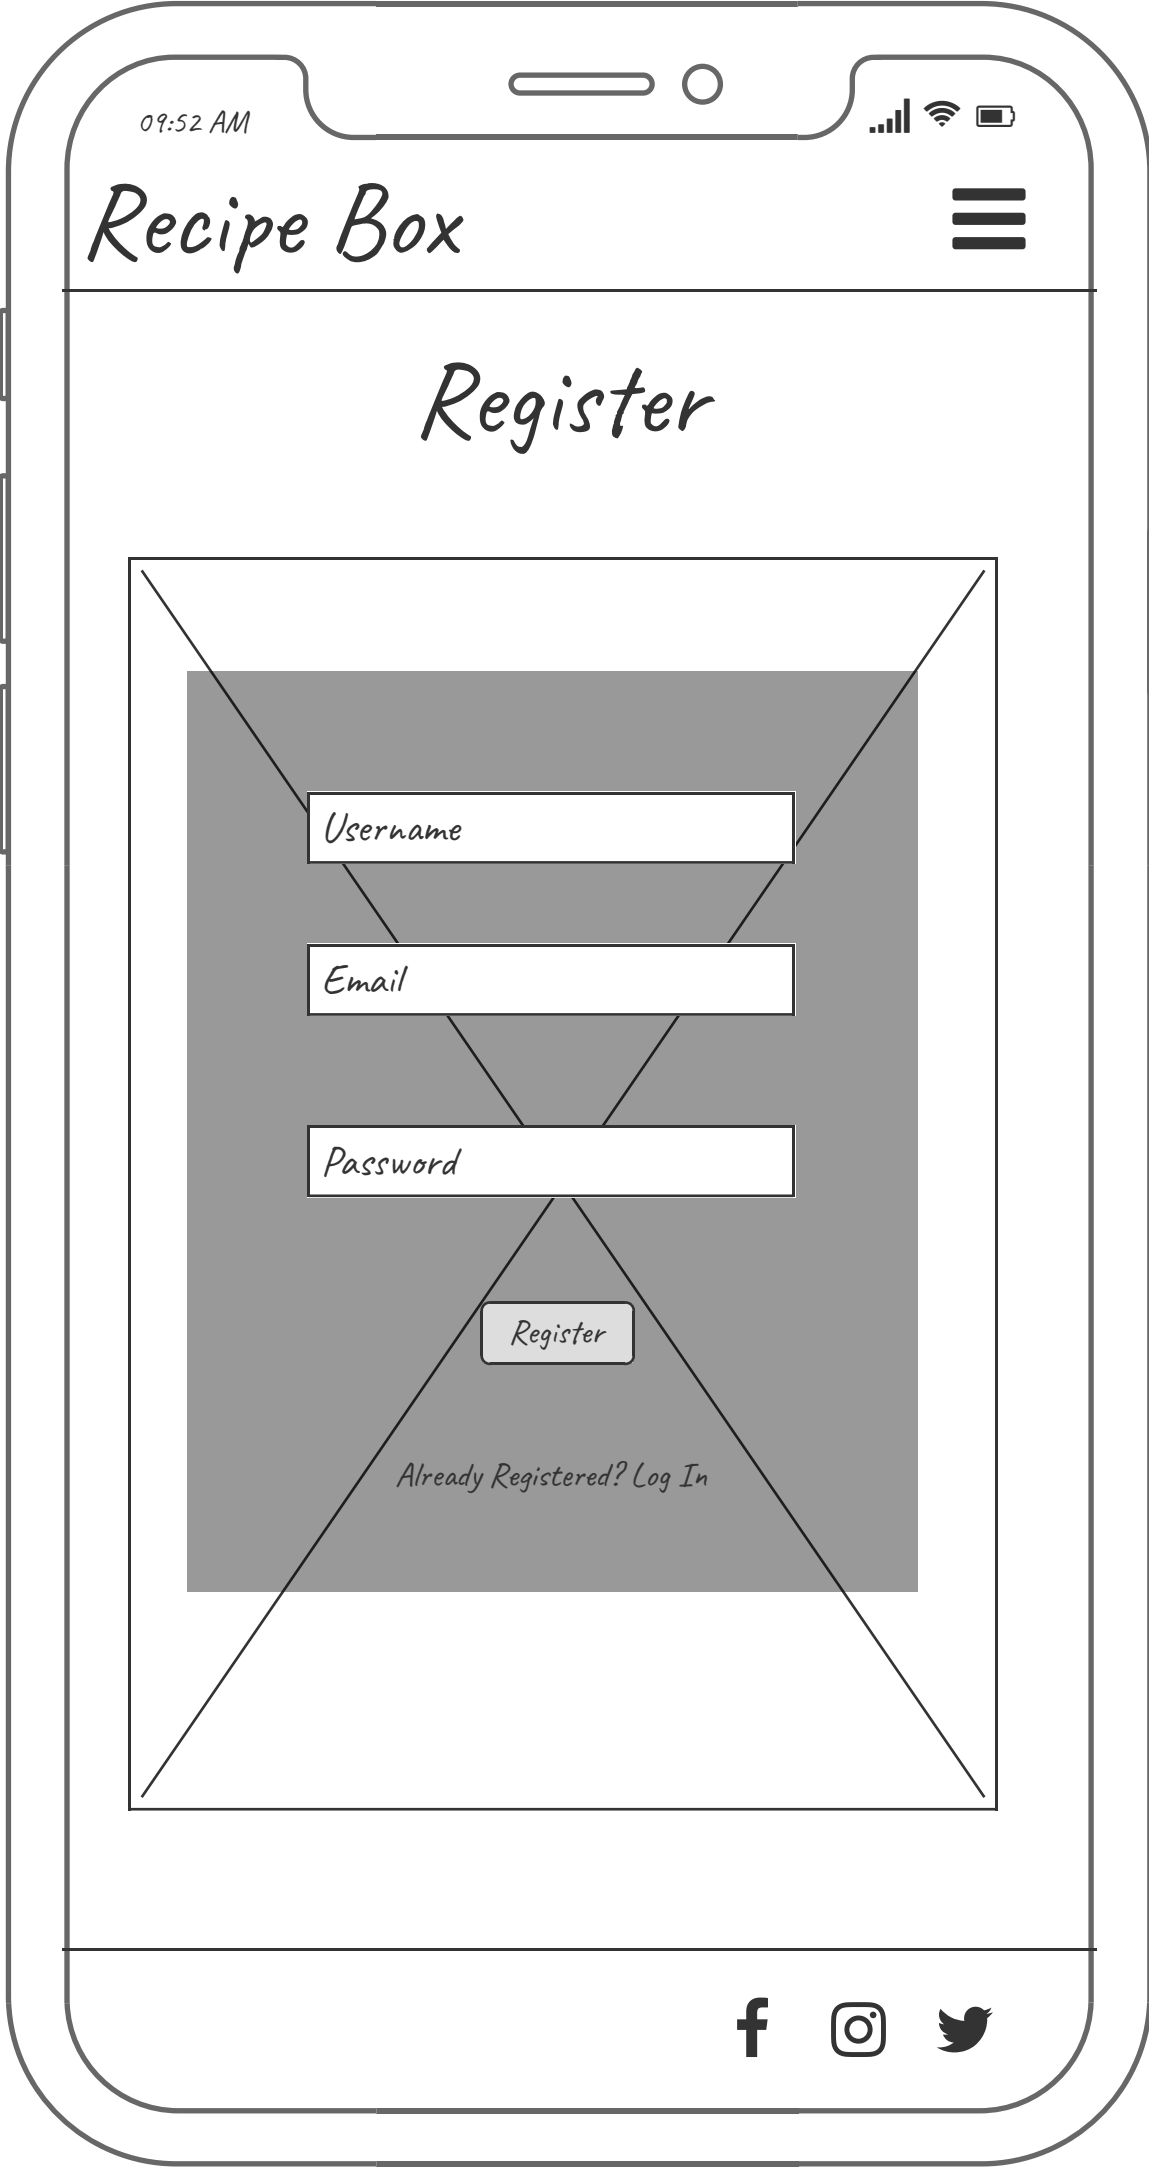 09:52 AM
Recipe Box
Register
Username
Email
Password
Register
Already Registered? Log In